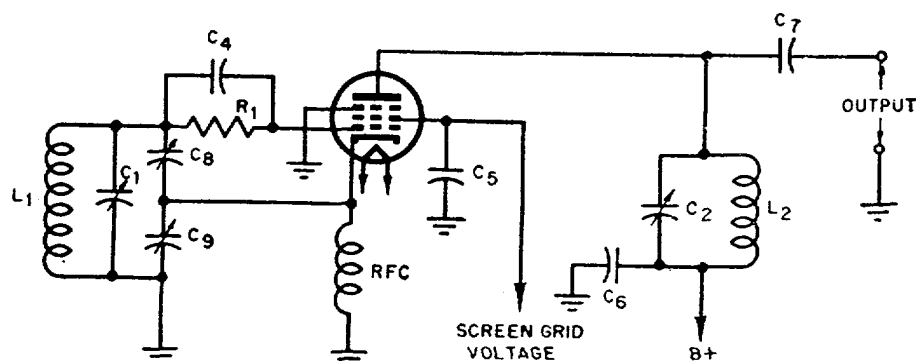 C4
C7
R1
OUTPUT
C8
C1
C5
L1
C2
L2
C9
RFC
C6
SCREEN GRID
VOLTAGE
B+